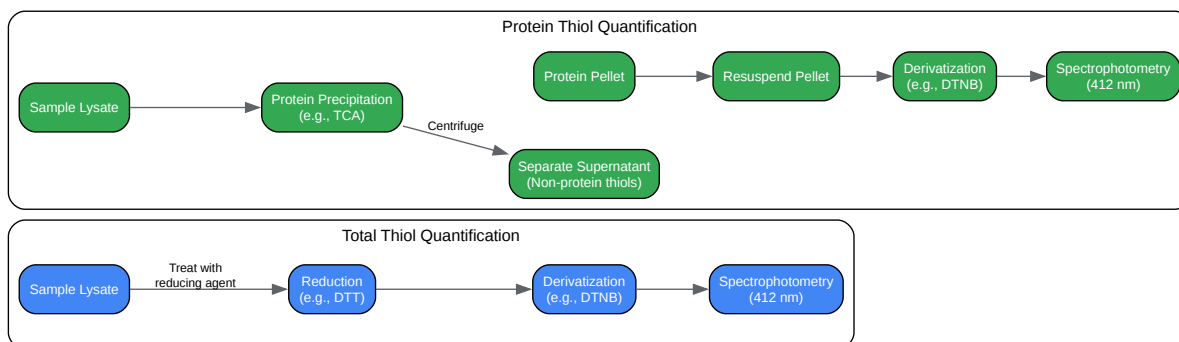 Protein Thiol Quantification
Sample Lysate
Protein Precipitation
(e.g., TCA)
Centrifuge
Separate Supernatant
(Non-protein thiols)
Protein Pellet
Resuspend Pellet
Derivatization
(e.g., DTNB)
Spectrophotometry
(412 nm)
Total Thiol Quantification
Sample Lysate
Treat with
reducing agent
Reduction
(e.g., DTT)
Derivatization
(e.g., DTNB)
Spectrophotometry
(412 nm)